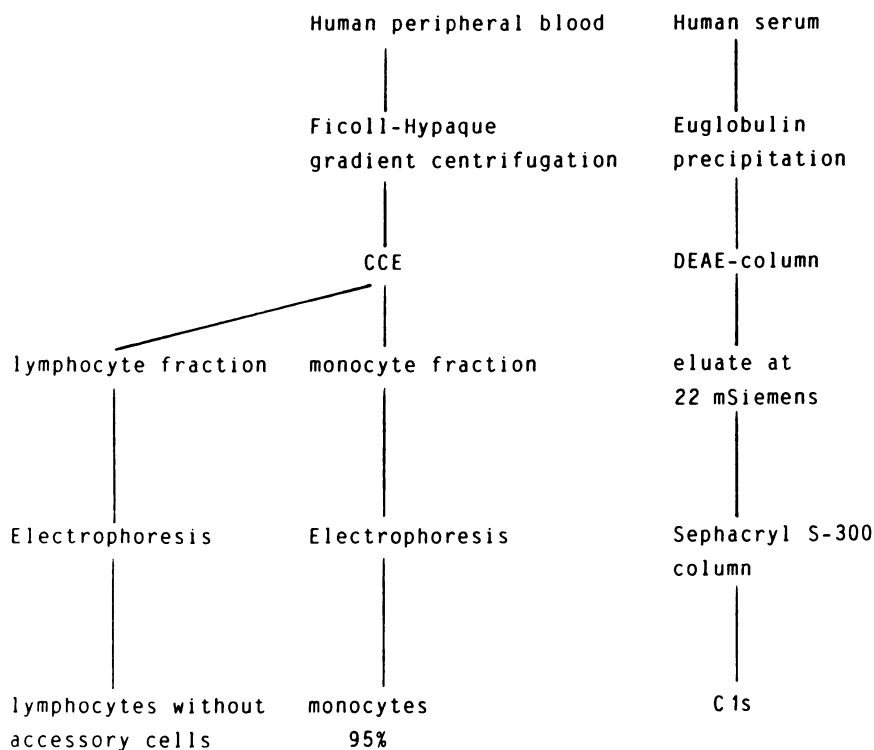 Human peripheral blood
Human serum
Ficoll-Hypaque
gradient centrifugation
Euglobulin
precipitation
CCE
DEAE-column
lymphocyte fraction
monocyte fraction
eluate at
22 mSiemens
Electrophoresis
Electrophoresis
Sephacryl S-300
column
lymphocytes without
accessory cells
monocytes
95%
C1s